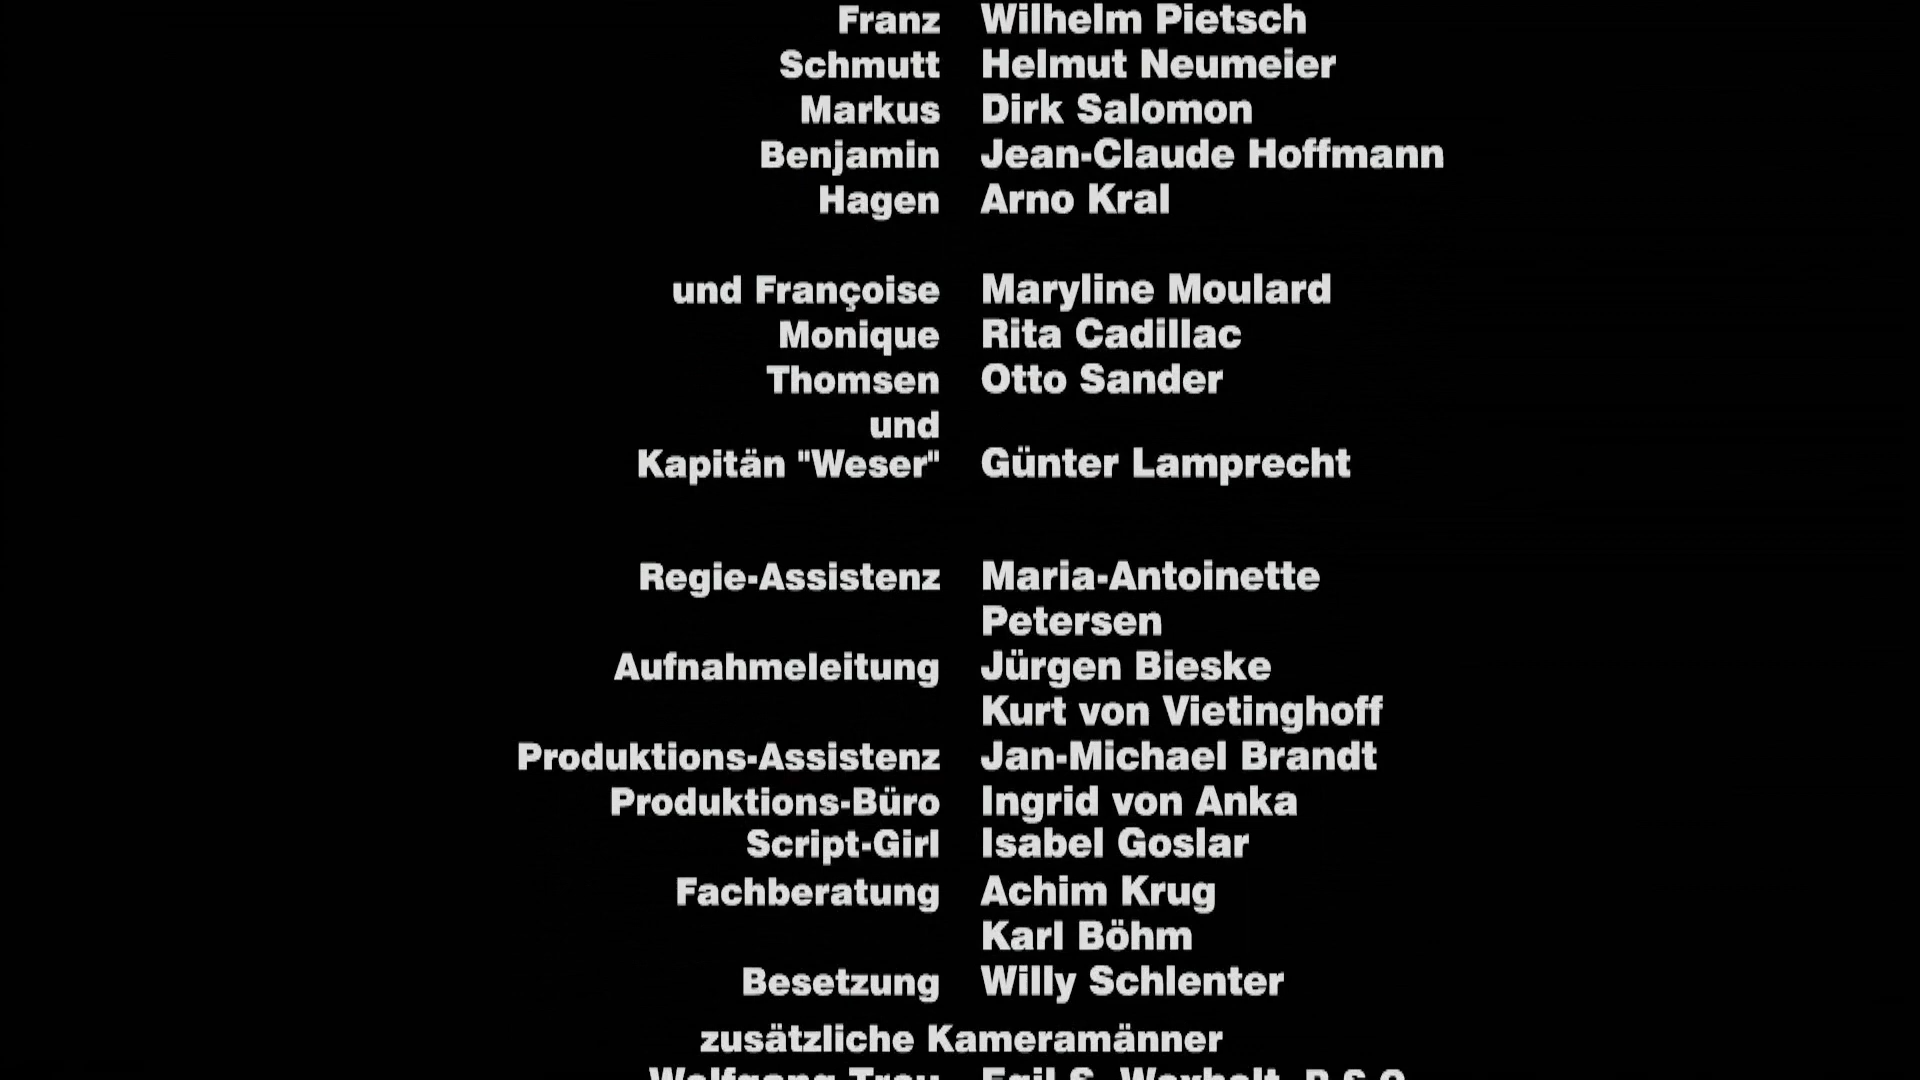 Franz Wilhelm Pietsch
Schmutt Helmut Neumeier
Markus Dirk Salomon
Benjamin Jean-Claude Hoffmann
Hagen Arno Kral
und Françoise Maryline Moulard
Monique Rita Cadillac
Thomsen Otto Sander
und
Kapitän "Weser" Günter Lamprecht
Regie-Assistenz Maria-Antoinette
Petersen
Aufnahmeleitung Jürgen Bieske
Kurt von Vietinghoff
Produktions-Assistenz Jan-Michael Brandt
Produktions-Büro Ingrid von Anka
Script-Girl Isabel Goslar
Fachberatung Achim Krug
Karl Böhm
Besetzung Willy Schlenter
zusätzliche Kameramänner
Wolfgang Treu Egil S.